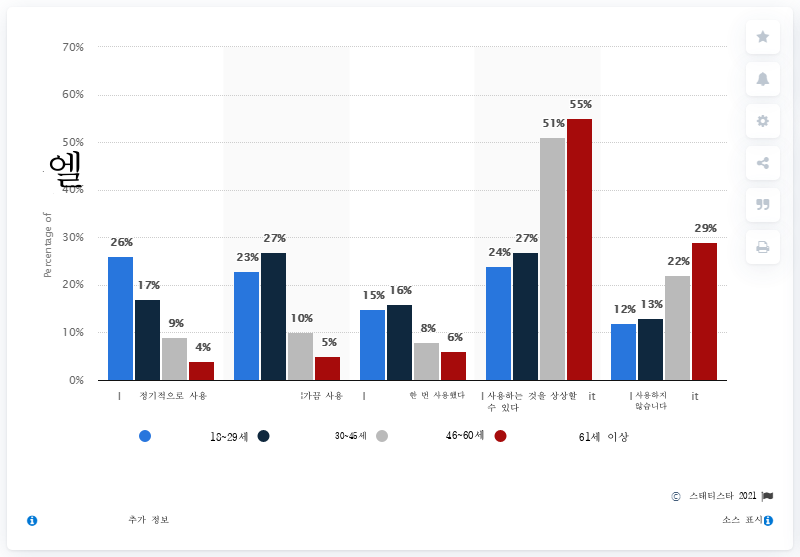 70%
60%
50%
40%
30%
20%
10%
0%
엘
Percentage of
26%
17%
9%
4%
23%
27%
10%
5%
15%
16%
8%
6%
24%
27%
51%
55%
12%
13%
22%
29%
I 정기적으로 사용
가끔 사용
I 한 번 사용했다
I 사용하는 것을 상상할 it
수 있다
I 사용하지 it
않습니다
18~29세
30~45세
46~60세
61세 이상
© 스태티스타 2021
추가 정보
소스 표시